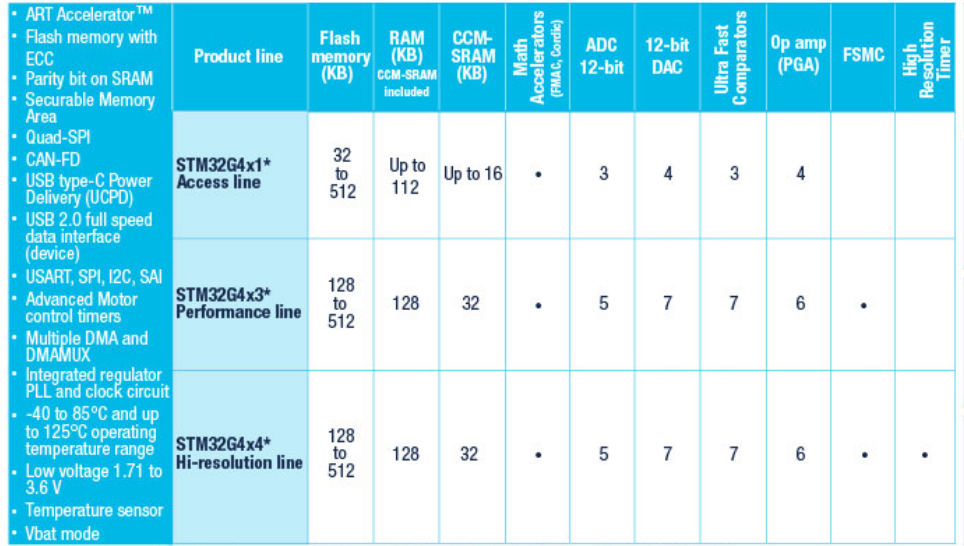 • ART Accelerator™
• Flash memory with
ECC
• Parity bit on SRAM
• Securable Memory
Area
• Quad-SPI
• CAN-FD
• USB type-C Power
Delivery (UCPD)
• USB 2.0 full speed
data interface
(device)
• USART, SPI, I2C, SAI
• Advanced Motor
control timers
• Multiple DMA and
DMAMUX
• Integrated regulator
PLL and clock circuit
• -40 to 85°C and up
to 125°C operating
temperature range
• Low voltage 1.71 to
3.6 V
• Temperature sensor
• Vbat mode
Product line
Flash
memory
(KB)
RAM
(KB)
CCM-SRAM
included
CCM-
SRAM
(KB)
Math
Accelerators
(FMAC, Cordic)
ADC
12-bit
12-bit
DAC
Ultra Fast
Comparators
Op amp
(PGA)
FSMC
High
Resolution
Timer
STM32G4x1*
Access line
32
to
512
Up to
112
Up to 16
•
3
4
3
4
STM32G4x3*
Performance line
128
to
512
128
32
•
5
7
7
6
•
STM32G4x4*
Hi-resolution line
128
to
512
128
32
•
5
7
7
6
•
•